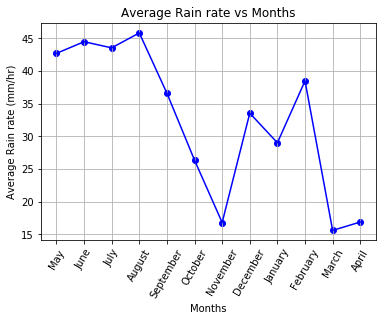 Average Rain rate vs Months
Average Rain rate (mm/hr)
45
40
35
30
25
20
15
May
June
July
August
September
October
November
December
January
February
March
April
Months